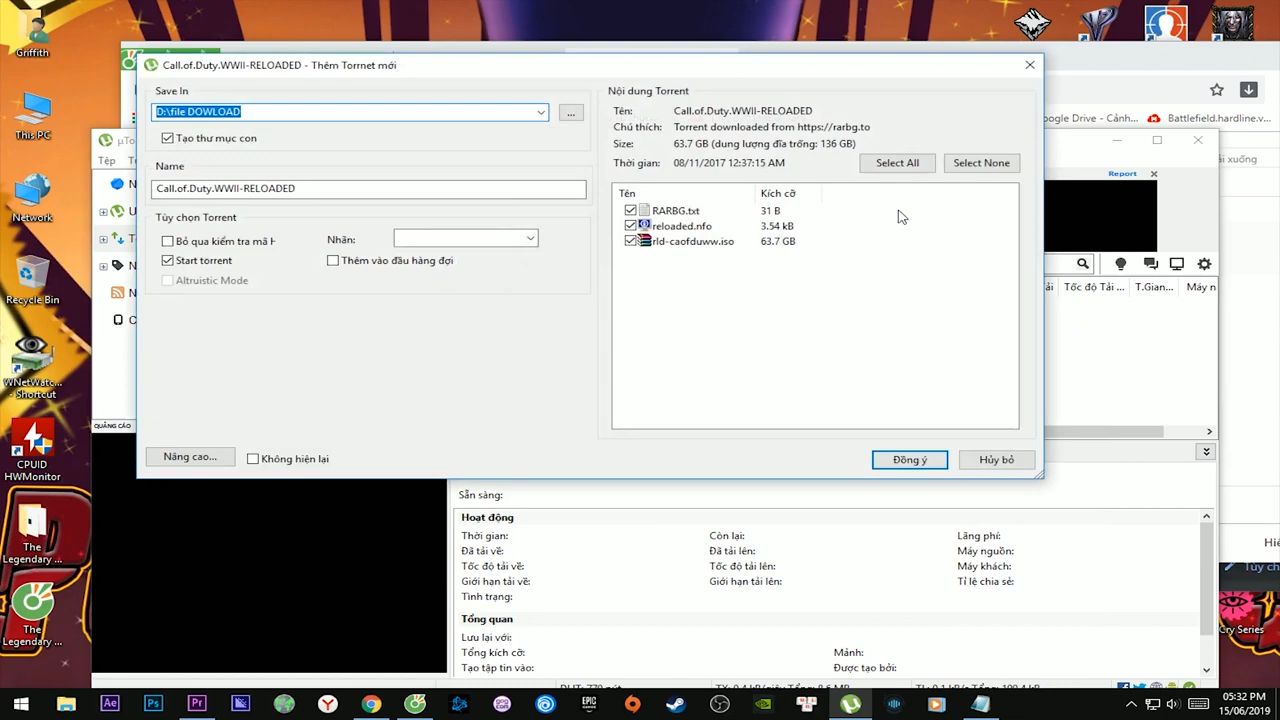 Griffith
This PC
Network
Recycle Bin
WNetWatc...
- Shortcut
CPUID
HWMonitor
The
Legendary ...
The
Legendary ...
Call.of.Duty.WWII-RELOADED - Thêm Torrnet mới
Save In
D:\file DOWLOAD
...
Tạo thư mục con
Name
Call.of.Duty.WWII-RELOADED
Tùy chọn Torrent
Bỏ qua kiểm tra mã H
Nhãn:
Start torrent
Thêm vào đầu hàng đợi
Altruistic Mode
Nâng cao...
Không hiện lại
Nội dung Torrent
Tên: Call.of.Duty.WWII-RELOADED
Chú thích: Torrent downloaded from https://rarbg.to
Size: 63.7 GB (dung lượng đĩa trống: 136 GB)
Thời gian: 08/11/2017 12:37:15 AM
Select All
Select None
Tên Kích cỡ
RARBG.txt 31 B
reloaded.nfo 3.54 kB
rld-caofduww.iso 63.7 GB
Đồng ý
Hủy bỏ
oogle Drive - Cảnh...
Battlefield.hardline.v...
Tệp
Report
QUẢNG CÁO
Tốc độ Tải ...
T.Gian...
Máy n
Sẵn sàng:
Hoạt động
Thời gian: Còn lại: Lãng phí:
Đã tải về: Đã tải lên: Máy nguồn:
Tốc độ tải về: Tốc độ tải lên: Máy khách:
Giới hạn tải về: Giới hạn tải lên: Tỉ lệ chia sẻ:
Tình trạng:
Tổng quan
Lưu lại với:
Tổng kích cỡ: Mảnh:
Tạo tập tin vào: Được tạo bởi:
Cry Series
05:32 PM
15/06/2019